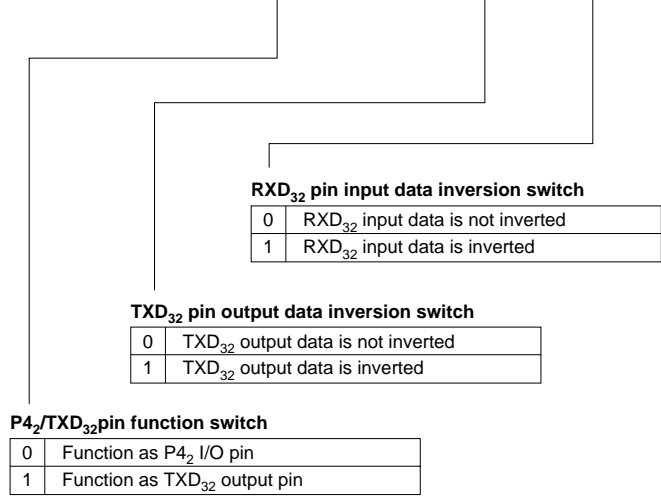 RXD32 pin input data inversion switch
0 RXD32 input data is not inverted
1 RXD32 input data is inverted
TXD32 pin output data inversion switch
0 TXD32 output data is not inverted
1 TXD32 output data is inverted
P42/TXD32pin function switch
0 Function as P42 I/O pin
1 Function as TXD32 output pin